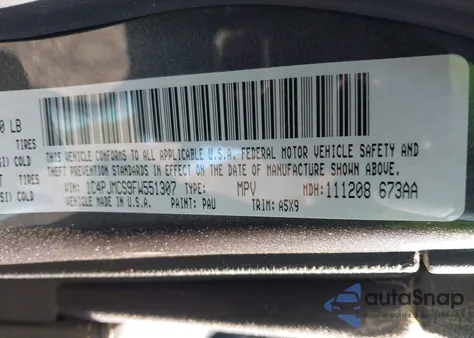 0 LB
TIRES
SI) COLD
TIRES
SI) COLD
THIS VEHICLE CONFORMS TO ALL APPLICABLE U.S.A. FEDERAL MOTOR VEHICLE SAFETY AND
THEFT PREVENTION STANDARDS IN EFFECT ON THE DATE OF MANUFACTURE SHOWN ABOVE.
VIN: 1C4PJMCS9FW551307 TYPE: MPV MDH: 111208 673AA
VEHICLE MADE IN U.S.A. PAINT: PAU TRIM: A5X9
autoSnap